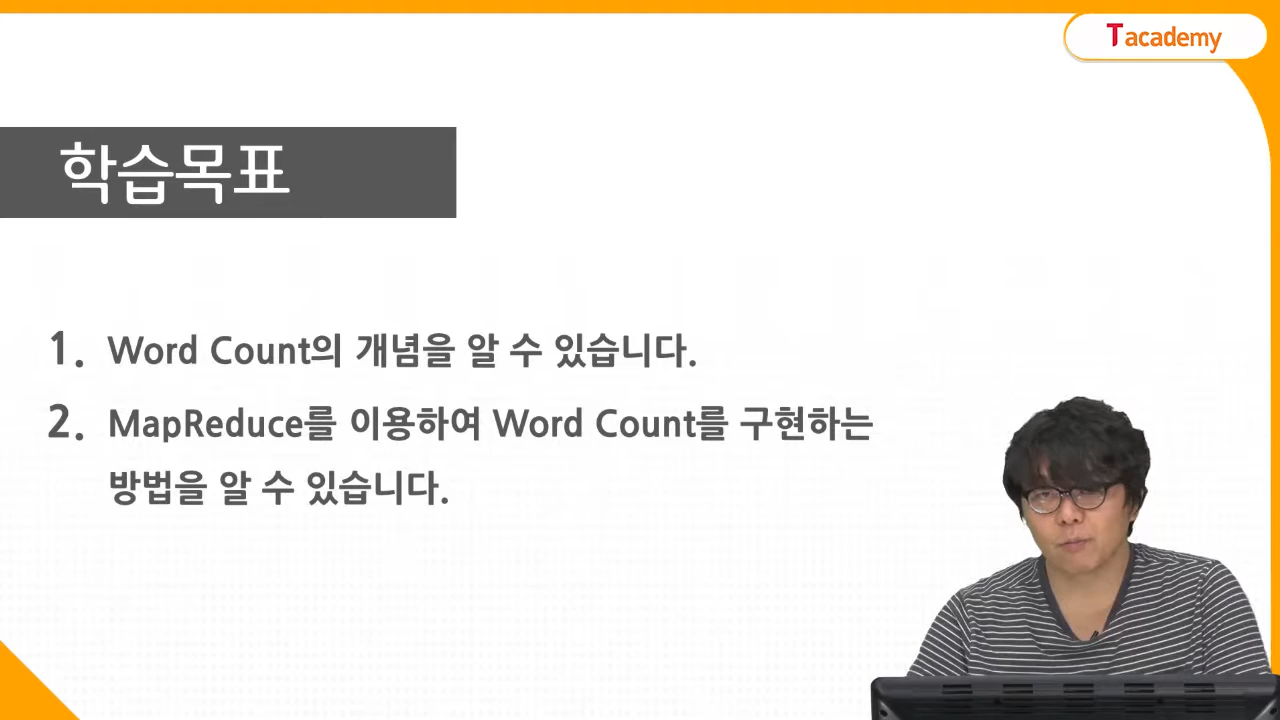 Tacademy
학습목표
1. Word Count의 개념을 알 수 있습니다.
2. MapReduce를 이용하여 Word Count를 구현하는
방법을 알 수 있습니다.